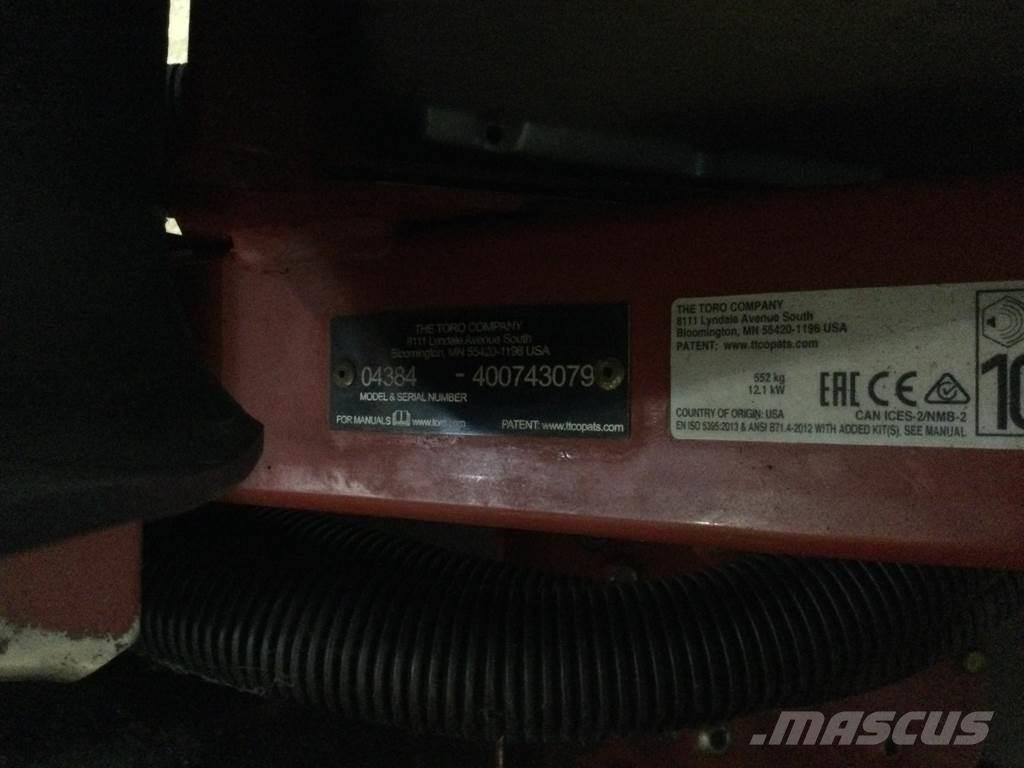 THE TORO COMPANY
8111 Lyndale Avenue South
Bloomington, MN 55420-1196 USA
04384 - 400743079
MODEL & SERIAL NUMBER
FOR MANUALS www.toro.com PATENT: www.ttcopats.com
THE TORO COMPANY
8111 Lyndale Avenue South
Bloomington, MN 55420-1196 USA
PATENT: www.ttcopats.com
552 kg
12.1 kW
EAC CE
COUNTRY OF ORIGIN: USA CAN ICES-2/NMB-2
EN ISO 5395:2013 & ANSI B71.4-2012 WITH ADDED KIT(S), SEE MANUAL
10
MASCUS